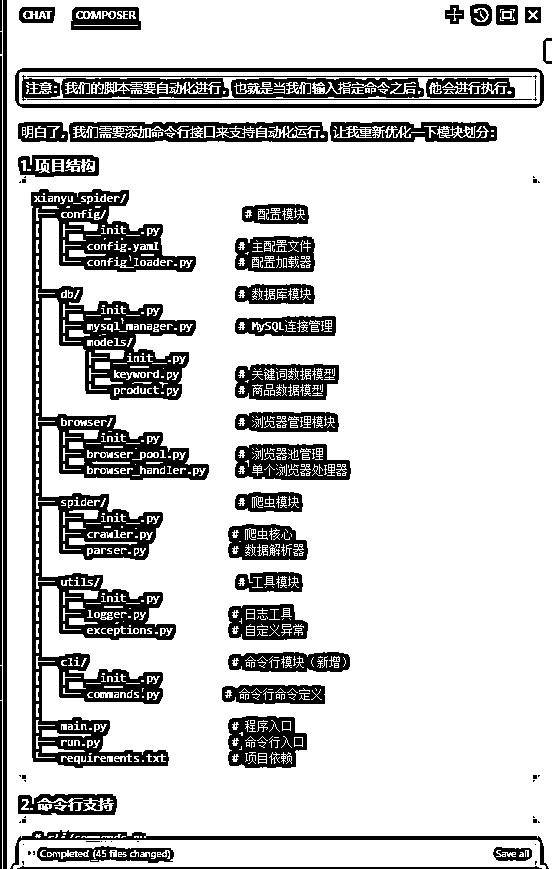 CHAT COMPOSER
注意：我们的脚本需要自动化进行，也就是当我们输入指定命令之后，他会进行执行。
明白了，我们需要添加命令行接口来支持自动化运行。让我重新优化一下模块划分：
1. 项目结构
xianyu_spider/
├── config/ # 配置模块
│   ├── __init__.py
│   ├── config.yaml # 主配置文件
│   └── config_loader.py # 配置加载器
├── db/ # 数据库模块
│   ├── __init__.py
│   ├── mysql_manager.py # MySQL连接管理
│   └── models/
│       ├── __init__.py
│       ├── keyword.py # 关键词数据模型
│       └── product.py # 商品数据模型
├── browser/ # 浏览器管理模块
│   ├── __init__.py
│   ├── browser_pool.py # 浏览器池管理
│   └── browser_handler.py # 单个浏览器处理器
├── spider/ # 爬虫模块
│   ├── __init__.py
│   ├── crawler.py # 爬虫核心
│   └── parser.py # 数据解析器
├── utils/ # 工具模块
│   ├── __init__.py
│   ├── logger.py # 日志工具
│   └── exceptions.py # 自定义异常
├── cli/ # 命令行模块（新增）
│   ├── __init__.py
│   └── commands.py # 命令行命令定义
├── main.py # 程序入口
├── run.py # 命令行入口
└── requirements.txt # 项目依赖
2. 命令行支持
# cli/commands.py
Completed (45 files changed) Save all